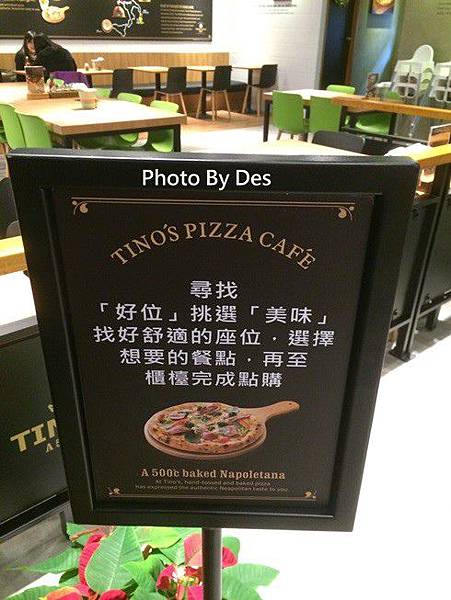 Photo By Des
TINO'S PIZZA CAFÉ
尋找
「好位」挑選「美味」
找好舒適的座位,選擇
想要的餐點,再至
櫃檯完成點購
A 500°c baked Napoletana
At Tino's, hand-tossed and baked pizza
has expressed the authentic Neapolitan taste to you.
TIN